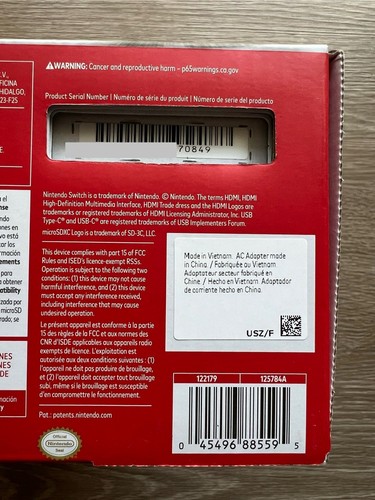 ⚠WARNING: Cancer and reproductive harm - p65warnings.ca.gov
Product Serial Number | Numéro de série du produit | Número de serie del producto
70849
.V.,
FICINA
HIDALGO,
23-F25
E.
Nintendo Switch is a trademark of Nintendo. © Nintendo. The terms HDMI, HDMI
High-Definition Multimedia Interface, HDMI Trade dress and the HDMI Logos are
trademarks or registered trademarks of HDMI Licensing Administrator, Inc. USB
Type-C® and USB-C® are registered trademarks of USB Implementers Forum.
microSDXC Logo is a trademark of SD-3C, LLC.
This device complies with part 15 of FCC
Rules and ISED's licence-exempt RSSs.
Operation is subject to the following two
conditions: (1) this device may not cause
harmful interference, and (2) this device
must accept any interference received,
including interference that may cause
undesired operation.
Le présent appareil est conforme à la partie
15 des règles de la FCC et aux normes des
CNR d'ISDE applicables aux appareils
radio exempts de licence. L'exploitation est
autorisée aux deux conditions suivantes : (1)
l'appareil ne doit pas produire de brouillage,
et (2) l'appareil doit accepter tout brouillage
subi, même si le brouillage est susceptible
d'en compromettre le fonctionnement.
Pat : patents.nintendo.com
Official
Nintendo
Seal
Made in Vietnam AC Adapter made
in China. / Fabriquée au Vietnam
Adaptateur secteur fabriqué en
China. / Hecho en Vietnam Adaptador
de corriente hecho en China.
USZ/F
122179 125784A
0 45496 88559 5